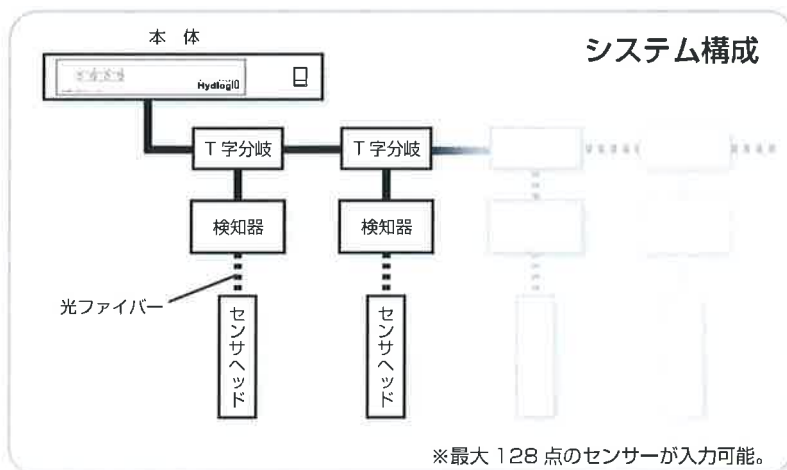 本 体
システム構成
HydlogIQ
T 字分岐
T 字分岐
検知器
検知器
光ファイバー
センサヘッド
センサヘッド
※最大 128 点のセンサーが入力可能。